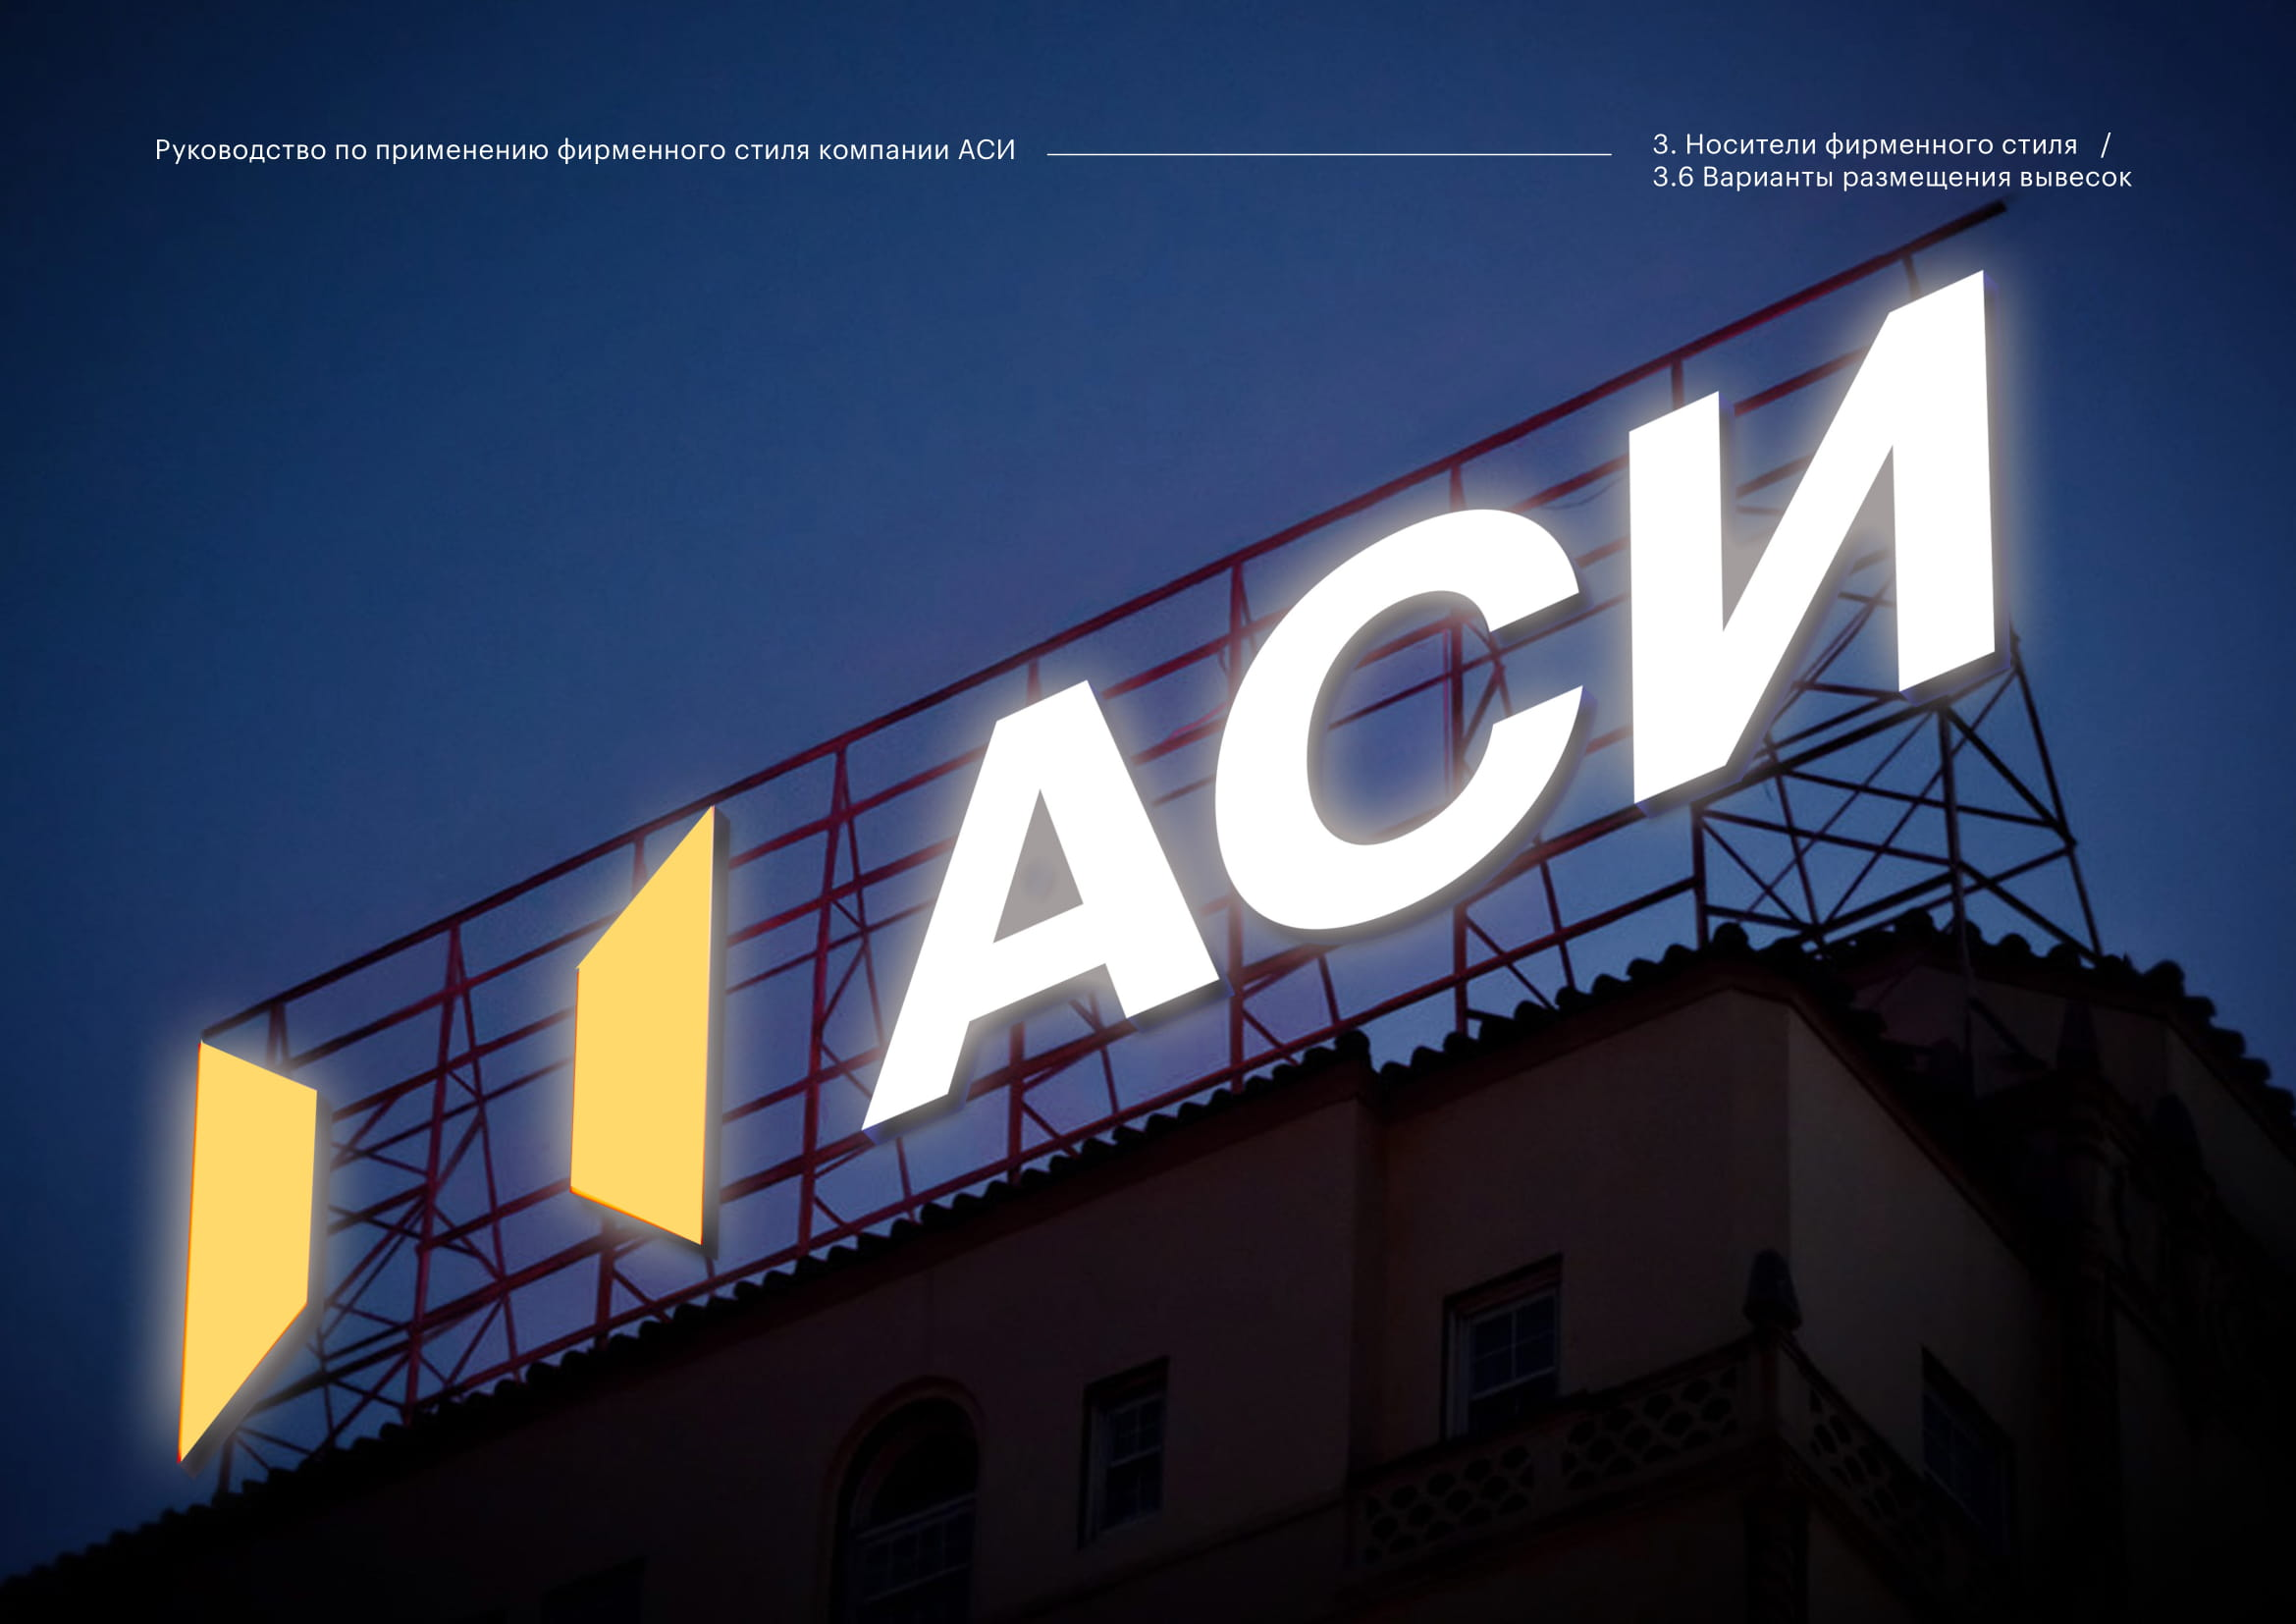 Руководство по применению фирменного стиля компании АСИ
3. Носители фирменного стиля /
3.6 Варианты размещения вывесок
АСИ